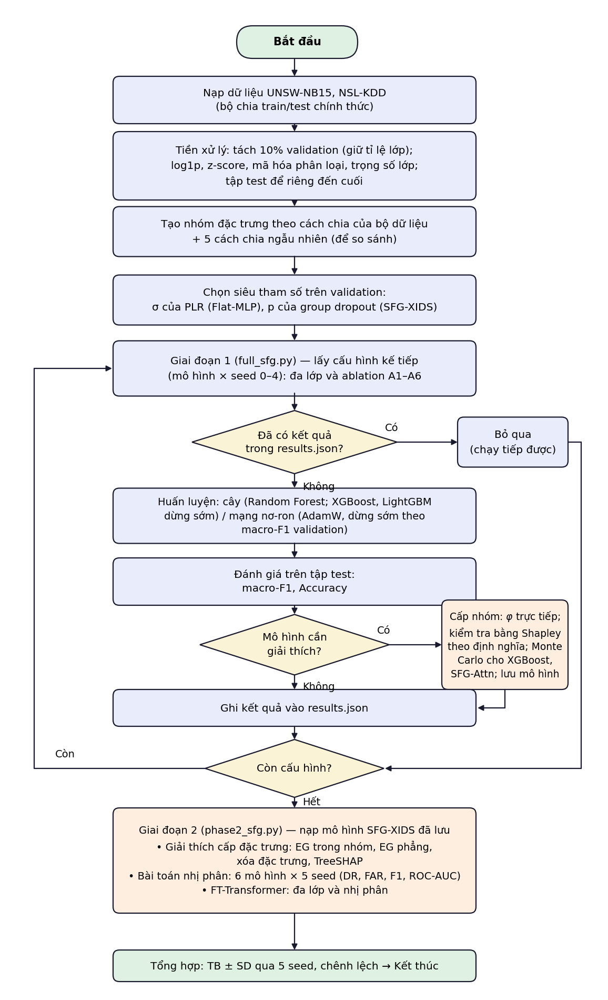 Bắt đầu
Nạp dữ liệu UNSW-NB15, NSL-KDD
(bộ chia train/test chính thức)
Tiền xử lý: tách 10% validation (giữ tỉ lệ lớp);
log1p, z-score, mã hóa phân loại, trọng số lớp;
tập test để riêng đến cuối
Tạo nhóm đặc trưng theo cách chia của bộ dữ liệu
+ 5 cách chia ngẫu nhiên (để so sánh)
Chọn siêu tham số trên validation:
σ của PLR (Flat-MLP), p của group dropout (SFG-XIDS)
Giai đoạn 1 (full_sfg.py) — lấy cấu hình kế tiếp
(mô hình × seed 0–4): đa lớp và ablation A1–A6
Đã có kết quả
trong results.json?
Có
Bỏ qua
(chạy tiếp được)
Không
Huấn luyện: cây (Random Forest; XGBoost, LightGBM
dừng sớm) / mạng nơ-ron (AdamW, dừng sớm theo
macro-F1 validation)
Đánh giá trên tập test:
macro-F1, Accuracy
Mô hình cần
giải thích?
Có
Cấp nhóm: φ trực tiếp;
kiểm tra bằng Shapley
theo định nghĩa; Monte
Carlo cho XGBoost,
SFG-Attn; lưu mô hình
Không
Ghi kết quả vào results.json
Còn
Còn cấu hình?
Hết
Giai đoạn 2 (phase2_sfg.py) — nạp mô hình SFG-XIDS đã lưu
• Giải thích cấp đặc trưng: EG trong nhóm, EG phẳng,
xóa đặc trưng, TreeSHAP
• Bài toán nhị phân: 6 mô hình × 5 seed (DR, FAR, F1, ROC-AUC)
• FT-Transformer: đa lớp và nhị phân
Tổng hợp: TB ± SD qua 5 seed, chênh lệch → Kết thúc